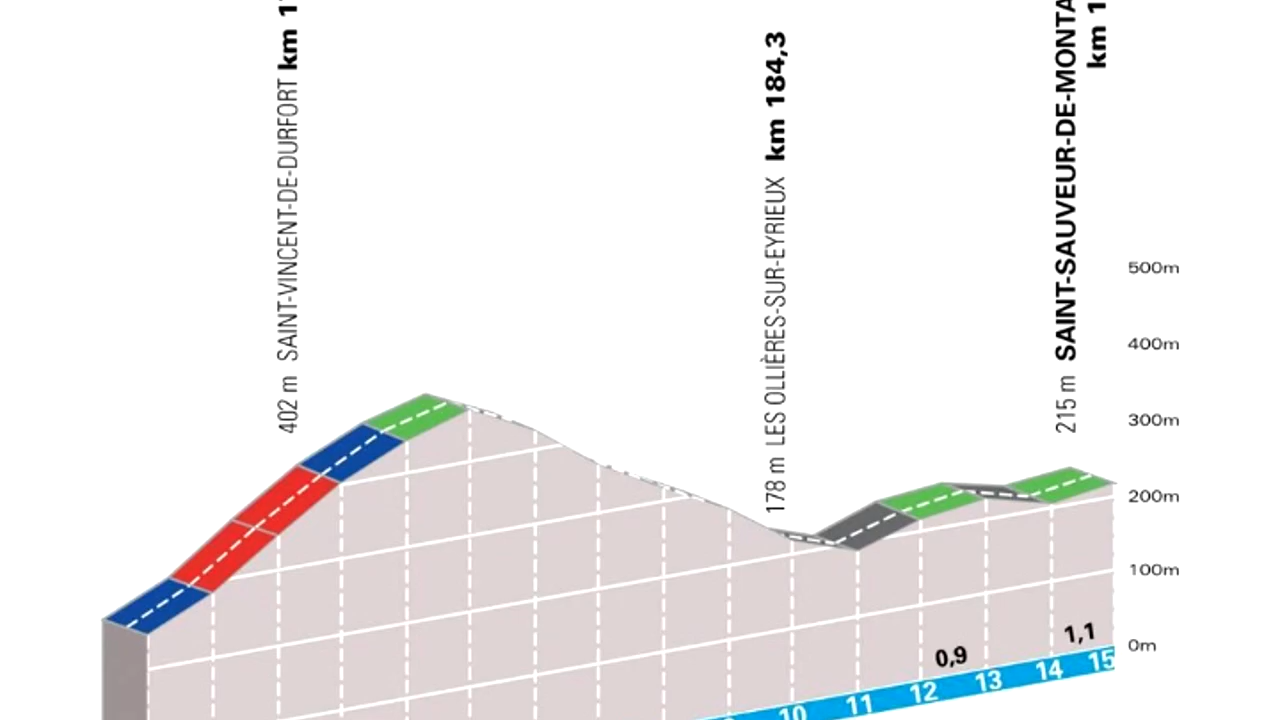 402 m SAINT-VINCENT-DE-DURFORT km 1
178 m LES OLLIÈRES-SUR-EYRIEUX km 184,3
215 m SAINT-SAUVEUR-DE-MONTA
km 1
500m
400m
300m
200m
100m
0m
0,9
1,1
10
11
12
13
14
15